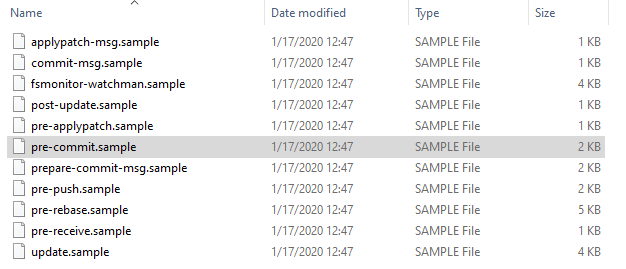 Name Date modified Type Size
applypatch-msg.sample 1/17/2020 12:47 SAMPLE File 1 KB
commit-msg.sample 1/17/2020 12:47 SAMPLE File 1 KB
fsmonitor-watchman.sample 1/17/2020 12:47 SAMPLE File 4 KB
post-update.sample 1/17/2020 12:47 SAMPLE File 1 KB
pre-applypatch.sample 1/17/2020 12:47 SAMPLE File 1 KB
pre-commit.sample 1/17/2020 12:47 SAMPLE File 2 KB
prepare-commit-msg.sample 1/17/2020 12:47 SAMPLE File 2 KB
pre-push.sample 1/17/2020 12:47 SAMPLE File 2 KB
pre-rebase.sample 1/17/2020 12:47 SAMPLE File 5 KB
pre-receive.sample 1/17/2020 12:47 SAMPLE File 1 KB
update.sample 1/17/2020 12:47 SAMPLE File 4 KB